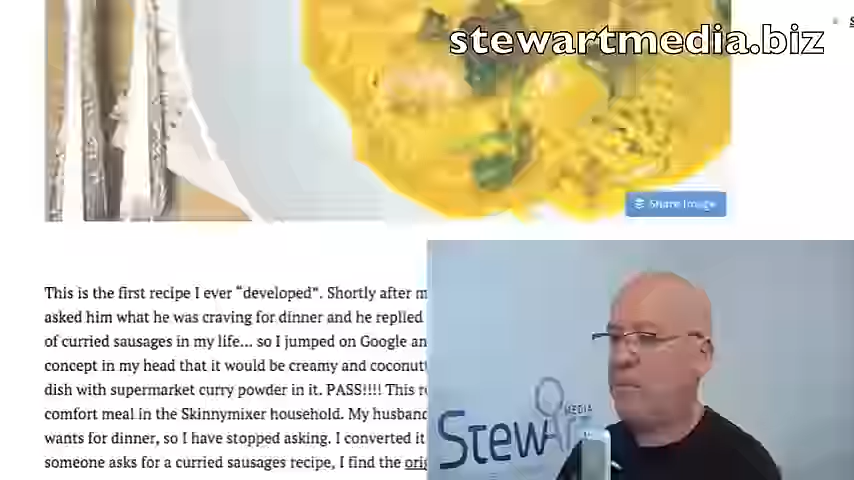 stewartmedia.biz
Share Image
This is the first recipe I ever “developed”. Shortly after
asked him what he was craving for dinner and he replied
of curried sausages in my life... so I jumped on Google
concept in my head that it would be creamy and
dish with supermarket curry powder in it. PASS!!!! This
comfort meal in the Skinnymixer household. My husband
wants for dinner, so I have stopped asking. I converted it
someone asks for a curried sausages recipe, I find the
MEDIA